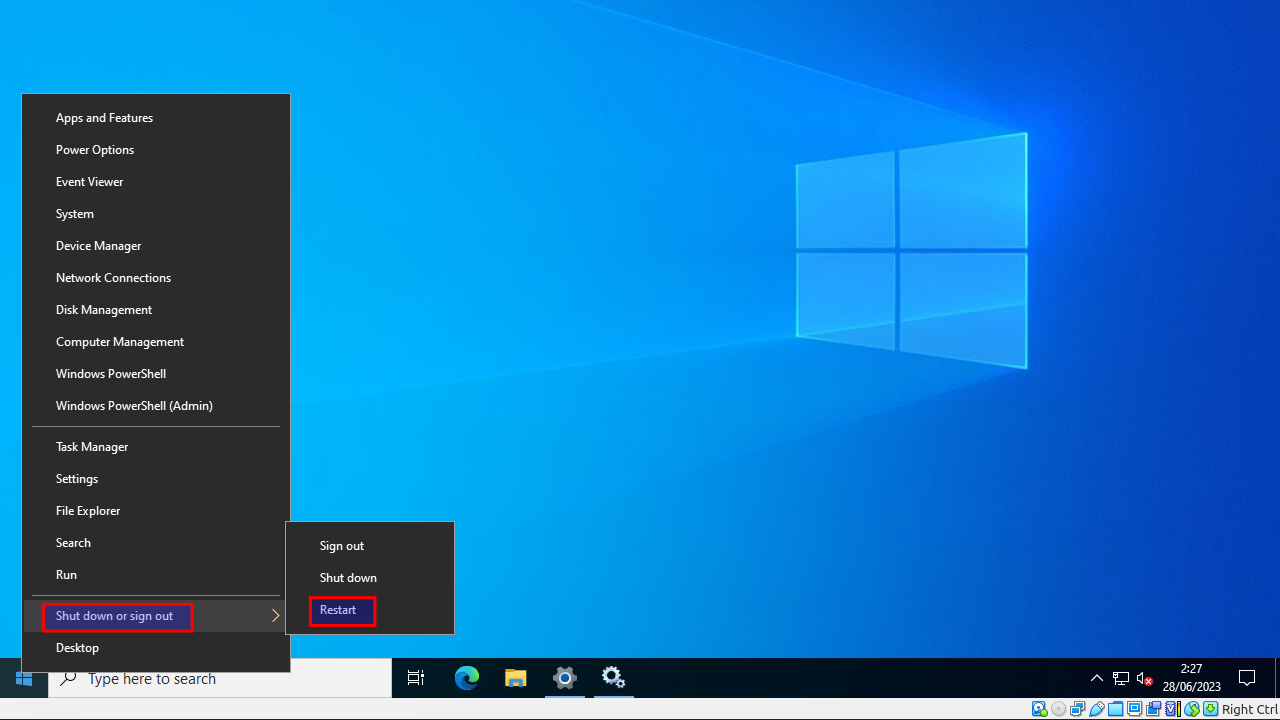 Apps and Features
Power Options
Event Viewer
System
Device Manager
Network Connections
Disk Management
Computer Management
Windows PowerShell
Windows PowerShell (Admin)
Task Manager
Settings
File Explorer
Search
Run
Shut down or sign out
Desktop
Sign out
Shut down
Restart
Type here to search
2:27
28/06/2023
Right Ctrl